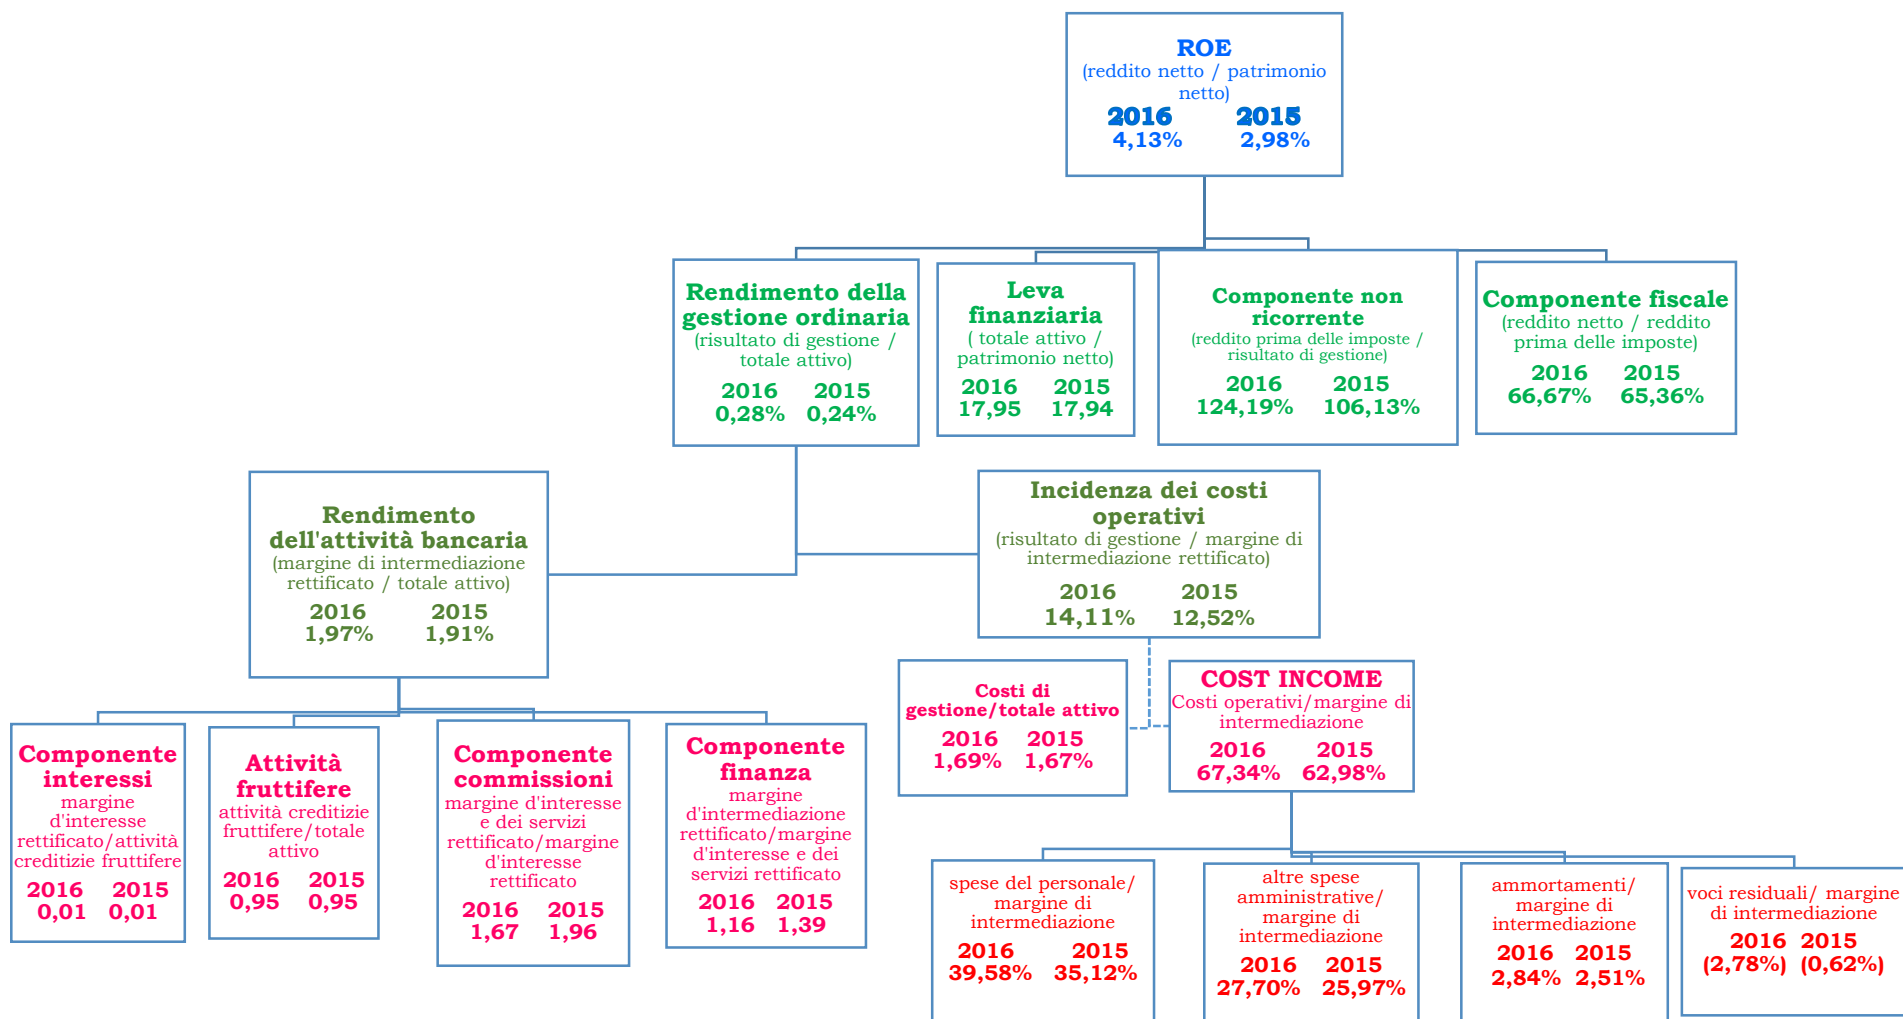 ROE
(reddito netto / patrimonio
netto)
2016 2015
4,13% 2,98%
Rendimento della
gestione ordinaria
(risultato di gestione /
totale attivo)
2016 2015
0,28% 0,24%
Leva
finanziaria
( totale attivo /
patrimonio netto)
2016 2015
17,95 17,94
Componente non
ricorrente
(reddito prima delle imposte /
risultato di gestione)
2016 2015
124,19% 106,13%
Componente fiscale
(reddito netto / reddito
prima delle imposte)
2016 2015
66,67% 65,36%
Rendimento
dell'attività bancaria
(margine di intermediazione
rettificato / totale attivo)
2016 2015
1,97% 1,91%
Incidenza dei costi
operativi
(risultato di gestione / margine di
intermediazione rettificato)
2016 2015
14,11% 12,52%
Costi di
gestione/totale attivo
2016 2015
1,69% 1,67%
COST INCOME
Costi operativi/margine di
intermediazione
2016 2015
67,34% 62,98%
Componente
interessi
margine
d'interesse
rettificato/attività
creditizie fruttifere
2016 2015
0,01 0,01
Attività
fruttifere
attività creditizie
fruttifere/totale
attivo
2016 2015
0,95 0,95
Componente
commissioni
margine d'interesse
e dei servizi
rettificato/margine
d'interesse
rettificato
2016 2015
1,67 1,96
Componente
finanza
margine
d'intermediazione
rettificato/margine
d'interesse e dei
servizi rettificato
2016 2015
1,16 1,39
spese del personale/
margine di
intermediazione
2016 2015
39,58% 35,12%
altre spese
amministrative/
margine di
intermediazione
2016 2015
27,70% 25,97%
ammortamenti/
margine di
intermediazione
2016 2015
2,84% 2,51%
voci residuali/ margine
di intermediazione
2016 2015
(2,78%) (0,62%)